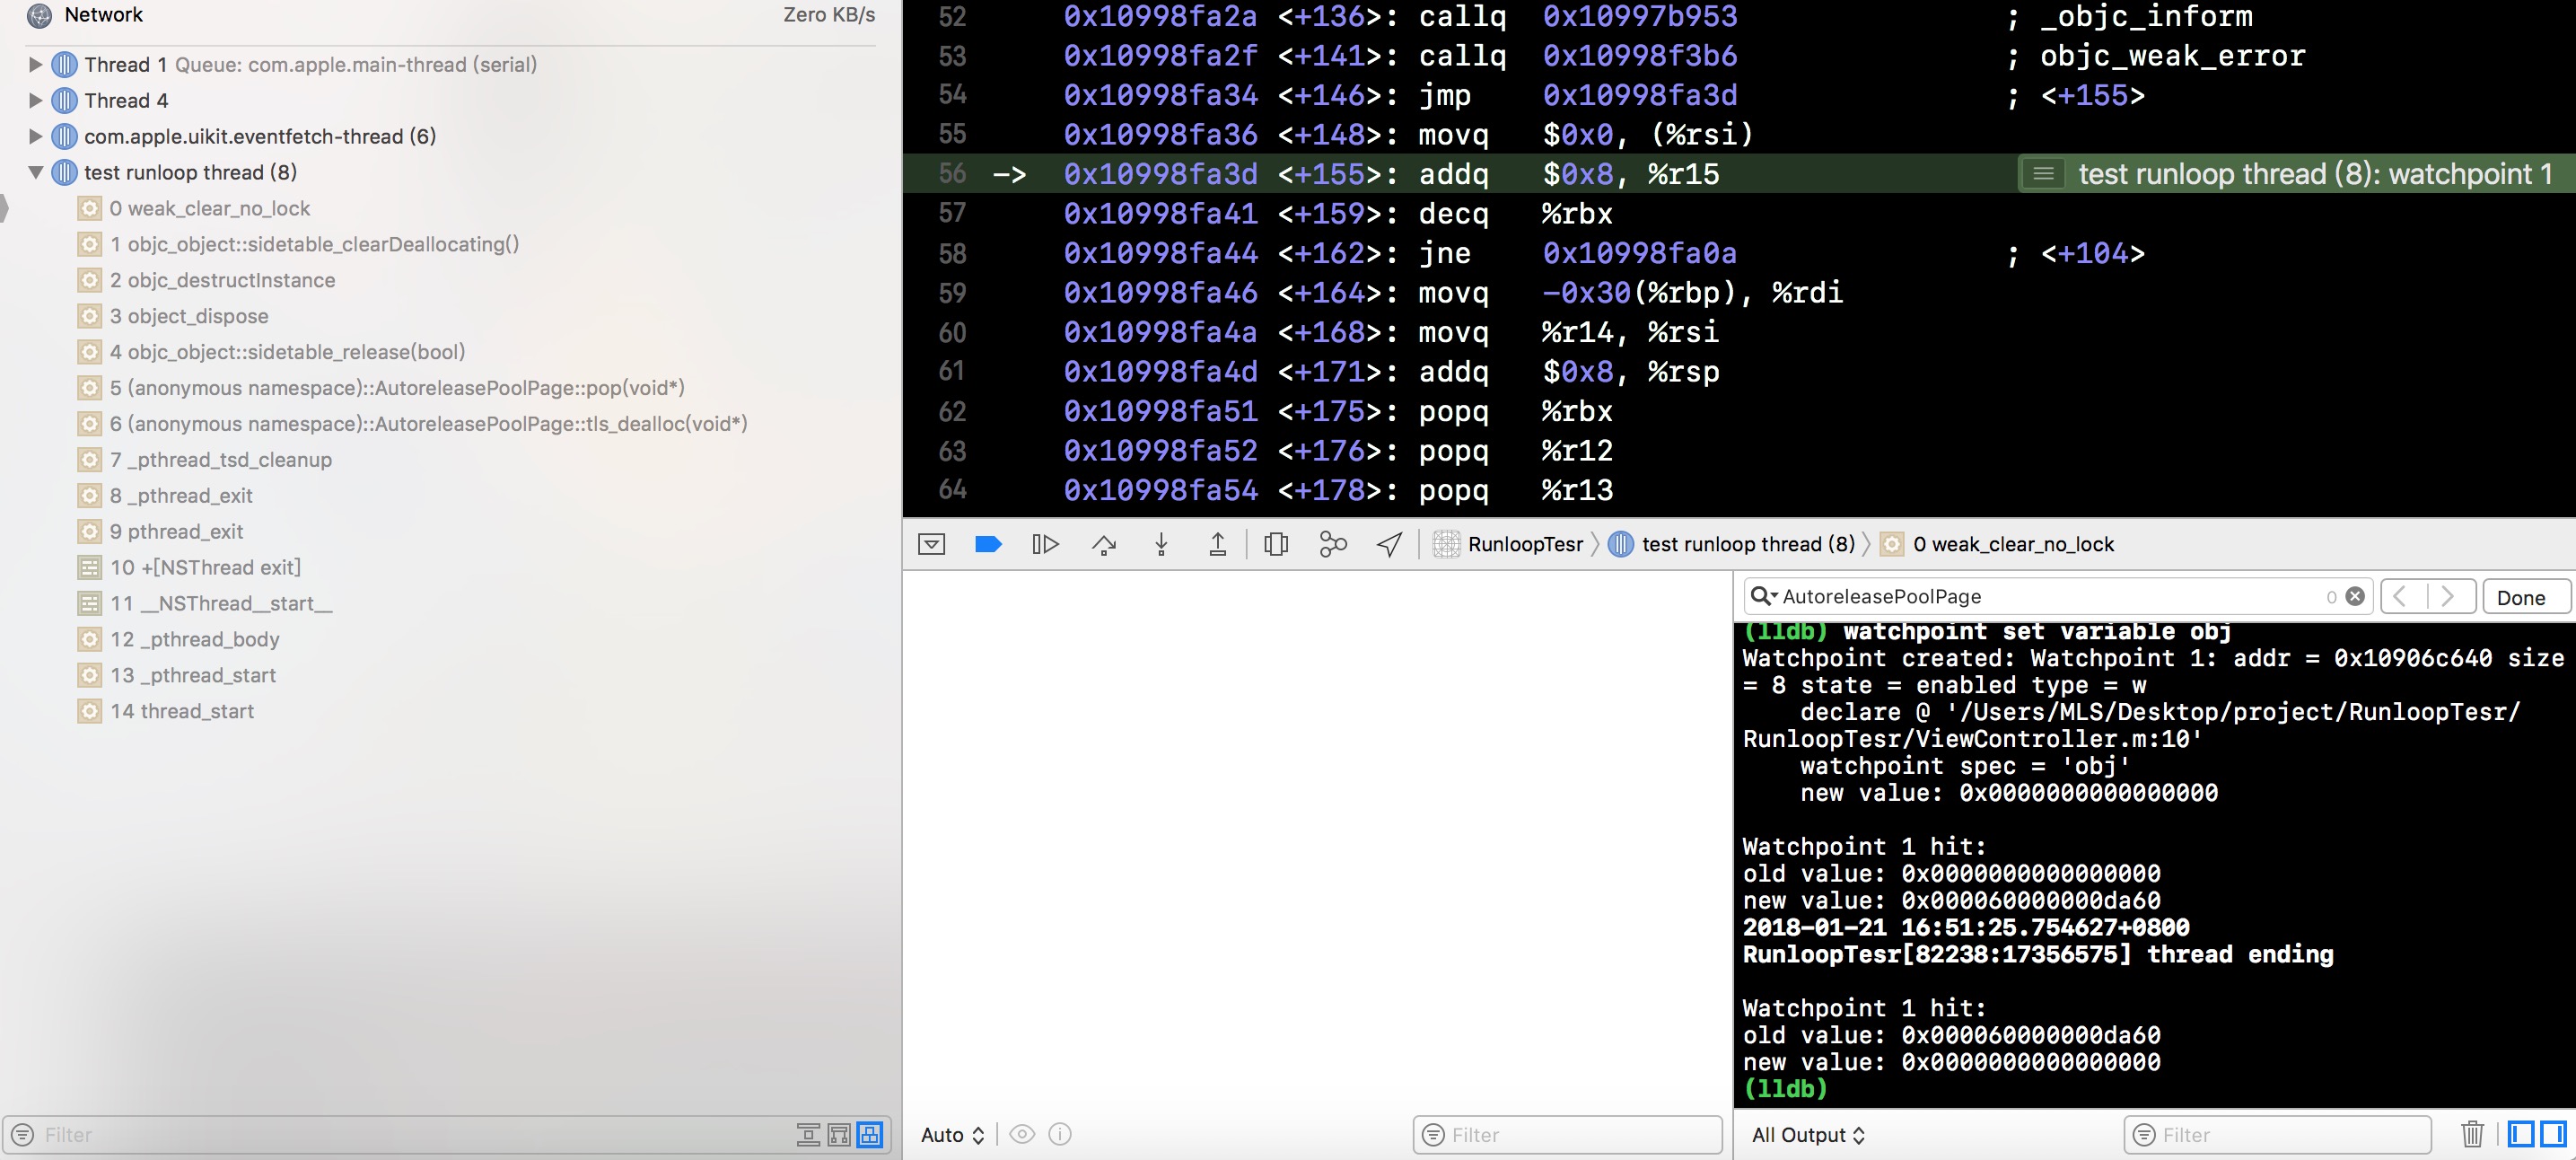 Network Zero KB/s
Thread 1 Queue: com.apple.main-thread (serial)
Thread 4
com.apple.uikit.eventfetch-thread (6)
test runloop thread (8)
0 weak_clear_no_lock
1 objc_object::sidetable_clearDeallocating()
2 objc_destructInstance
3 object_dispose
4 objc_object::sidetable_release(bool)
5 (anonymous namespace)::AutoreleasePoolPage::pop(void*)
6 (anonymous namespace)::AutoreleasePoolPage::tls_dealloc(void*)
7 _pthread_tsd_cleanup
8 _pthread_exit
9 pthread_exit
10 +[NSThread exit]
11 __NSThread__start__
12 _pthread_body
13 _pthread_start
14 thread_start
Filter
52 0x10998fa2a <+136>: callq 0x10997b953 ; _objc_inform
53 0x10998fa2f <+141>: callq 0x10998f3b6 ; objc_weak_error
54 0x10998fa34 <+146>: jmp 0x10998fa3d ; <+155>
55 0x10998fa36 <+148>: movq $0x0, (%rsi)
56 -> 0x10998fa3d <+155>: addq $0x8, %r15 test runloop thread (8): watchpoint 1
57 0x10998fa41 <+159>: decq %rbx
58 0x10998fa44 <+162>: jne 0x10998fa0a ; <+104>
59 0x10998fa46 <+164>: movq -0x30(%rbp), %rdi
60 0x10998fa4a <+168>: movq %r14, %rsi
61 0x10998fa4d <+171>: addq $0x8, %rsp
62 0x10998fa51 <+175>: popq %rbx
63 0x10998fa52 <+176>: popq %r12
64 0x10998fa54 <+178>: popq %r13
RunloopTesr test runloop thread (8) 0 weak_clear_no_lock
Auto Filter
AutoreleasePoolPage 0 Done
(lldb) watchpoint set variable obj
Watchpoint created: Watchpoint 1: addr = 0x10906c640 size
= 8 state = enabled type = w
declare @ '/Users/MLS/Desktop/project/RunloopTesr/
RunloopTesr/ViewController.m:10'
watchpoint spec = 'obj'
new value: 0x0000000000000000
Watchpoint 1 hit:
old value: 0x0000000000000000
new value: 0x000060000000da60
2018-01-21 16:51:25.754627+0800
RunloopTesr[82238:17356575] thread ending
Watchpoint 1 hit:
old value: 0x000060000000da60
new value: 0x0000000000000000
(lldb)
All Output Filter